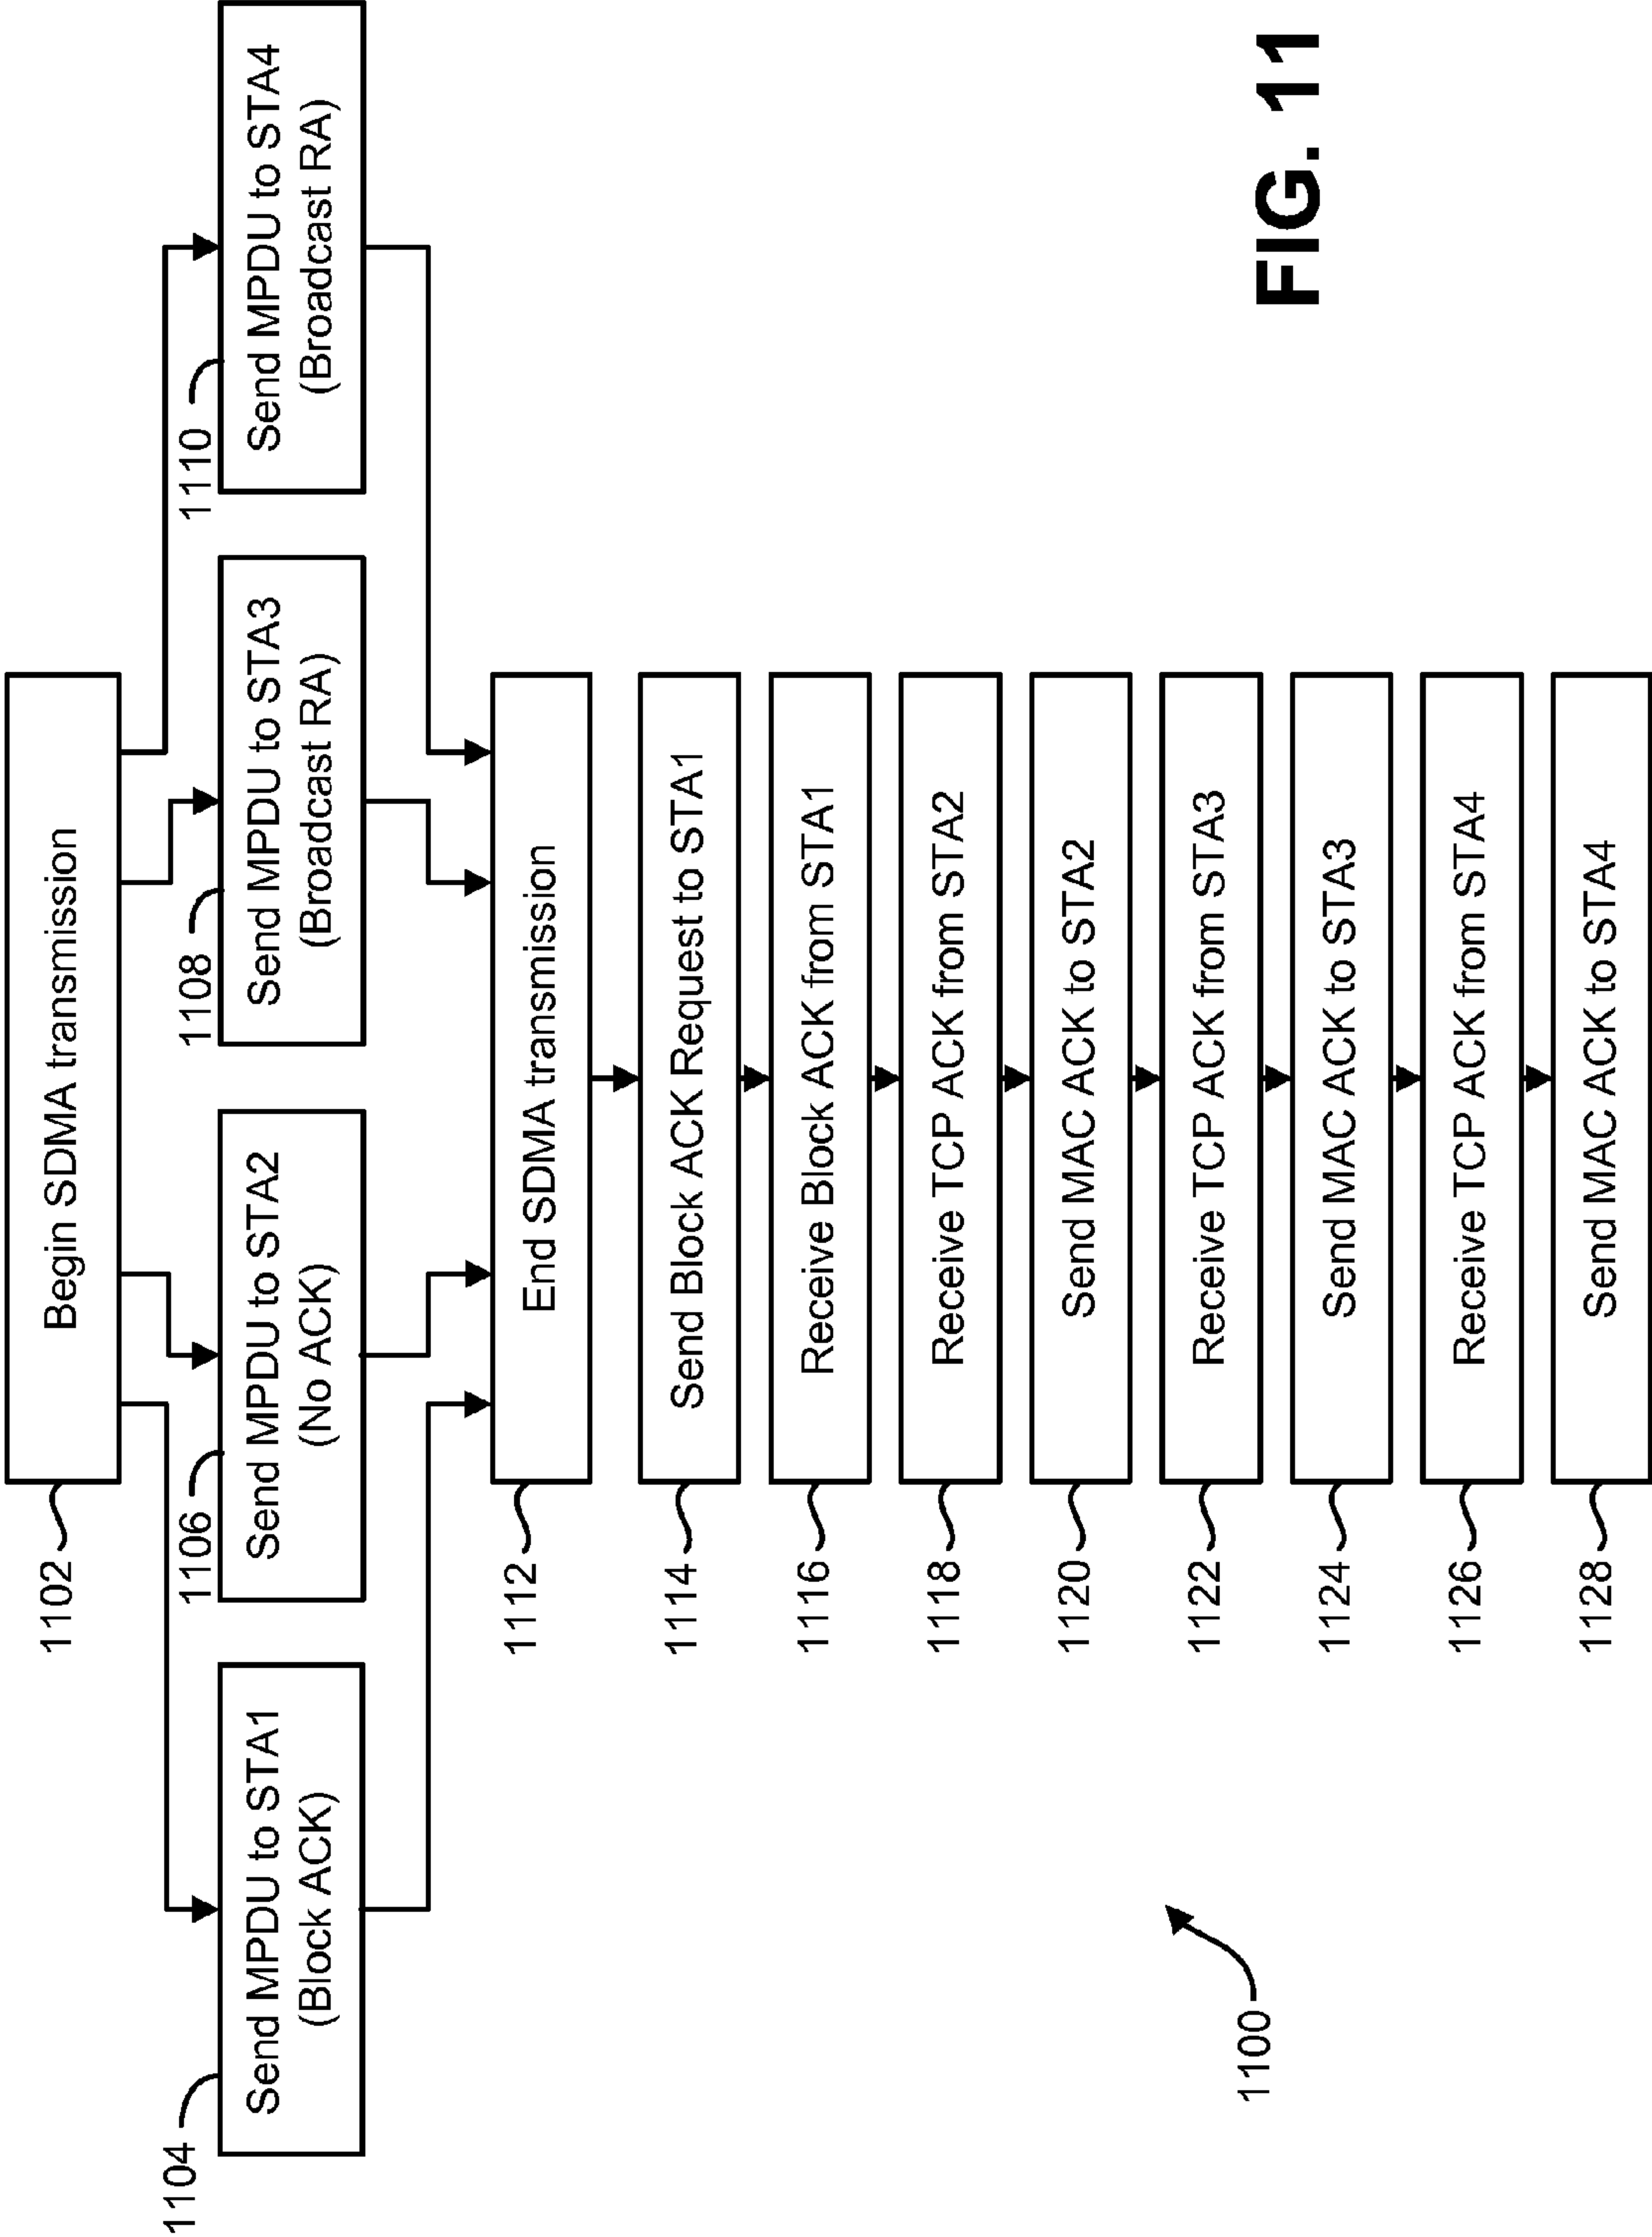 1102
Begin SDMA transmission
1104
Send MPDU to STA1
(Block ACK)
1106
Send MPDU to STA2
(No ACK)
1108
Send MPDU to STA3
(Broadcast RA)
1110
Send MPDU to STA4
(Broadcast RA)
1112
End SDMA transmission
1114
Send Block ACK Request to STA1
1116
Receive Block ACK from STA1
1118
Receive TCP ACK from STA2
1120
Send MAC ACK to STA2
1122
Receive TCP ACK from STA3
1124
Send MAC ACK to STA3
1126
Receive TCP ACK from STA4
1128
Send MAC ACK to STA4
1100
FIG. 11